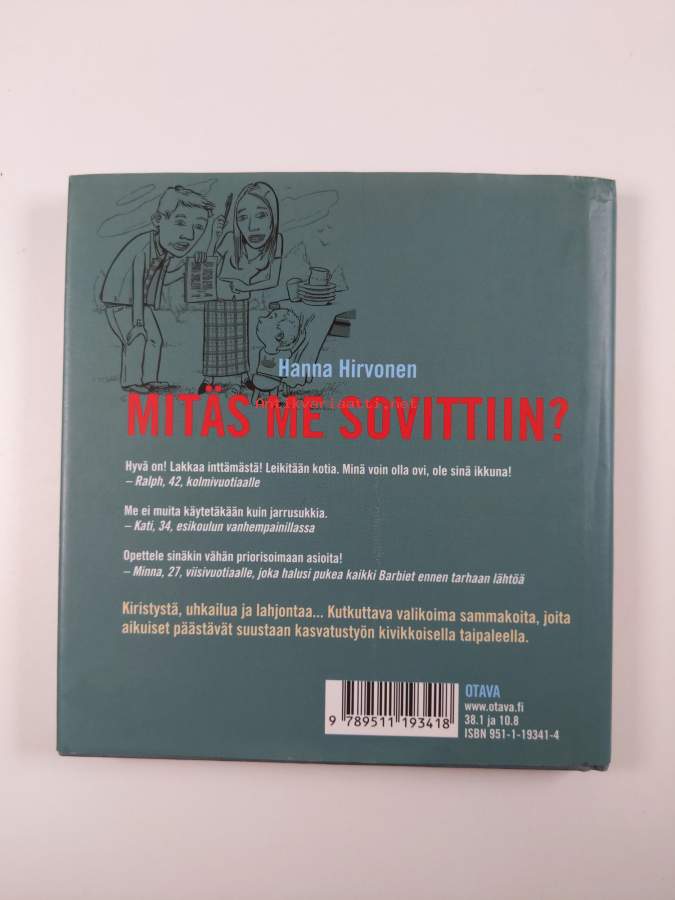 Hanna Hirvonen
MITÄS ME SOVITTIIN?
Antikvariaatti.net
Hyvä on! Lakkaa inttämästä! Leikitään kotia. Minä voin olla ovi, ole sinä ikkuna!
– Ralph, 42, kolmivuotiaalle
Me ei muita käytetäkään kuin jarrusukkia.
– Kati, 34, esikoulun vanhempainillassa
Opettele sinäkin vähän priorisoimaan asioita!
– Minna, 27, viisivuotiaalle, joka halusi pukea kaikki Barbiet ennen tarhaan lähtöä
Kiristystä, uhkailua ja lahjontaa... Kutkuttava valikoima sammakoita, joita
aikuiset päästävät suustaan kasvatustyön kivikkoisella taipaleella.
9 789511 193418
OTAVA
www.otava.fi
38.1 ja 10.8
ISBN 951-1-19341-4